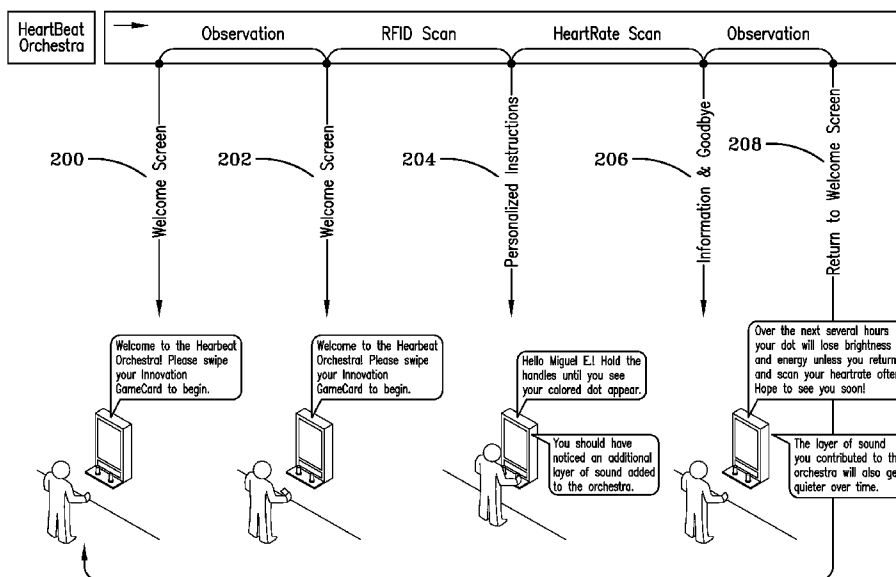 HeartBeat
Orchestra
Observation
RFID Scan
HeartRate Scan
Observation
200
Welcome Screen
202
Welcome Screen
204
Personalized Instructions
206
Information & Goodbye
208
Return to Welcome Screen
Welcome to the Hearbeat
Orchestra! Please swipe
your Innovation
GameCard to begin.
Welcome to the Hearbeat
Orchestra! Please swipe
your Innovation
GameCard to begin.
Hello Miguel E.! Hold the
handles until you see
your colored dot appear.
You should have
noticed an additional
layer of sound added
to the orchestra.
Over the next several hours
your dot will lose brightness
and energy unless you return
and scan your heartrate ofte
Hope to see you soon!
The layer of sound
you contributed to th
orchestra will also ge
quieter over time.